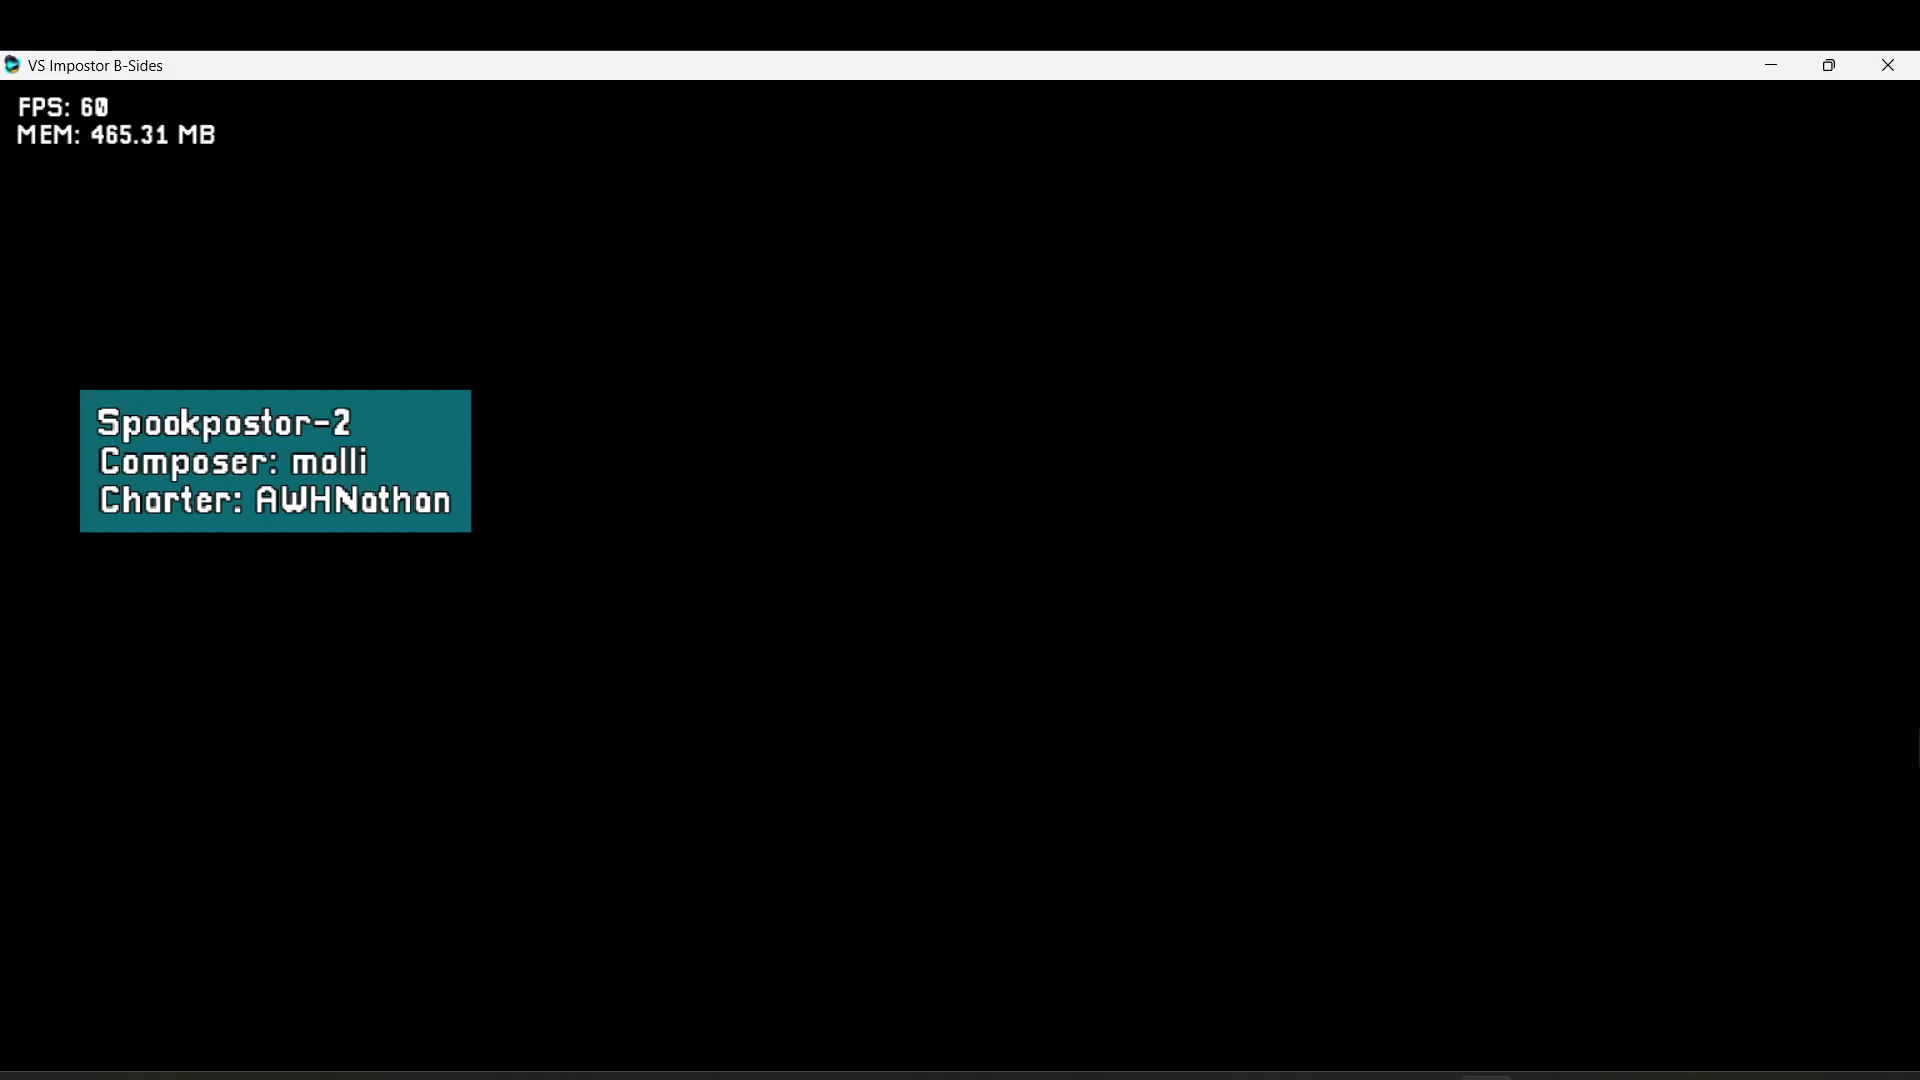 VS Impostor B-Sides
FPS: 60
MEM: 465.31 MB
Spookpostor-2
Composer: molli
Charter: AWHNathan